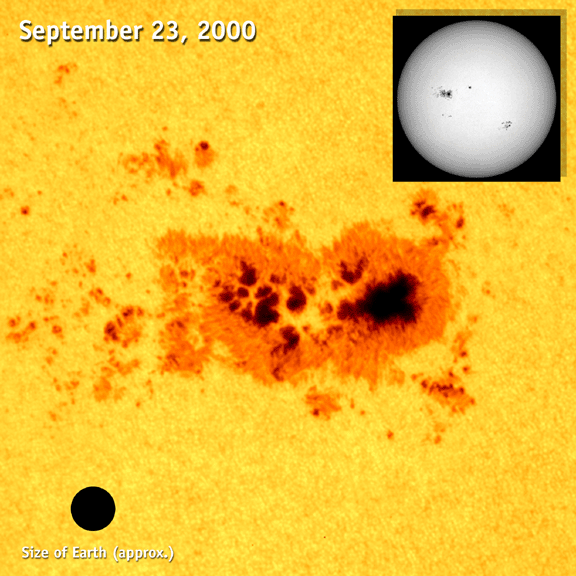 September 23, 2000
Size of Earth (approx.)